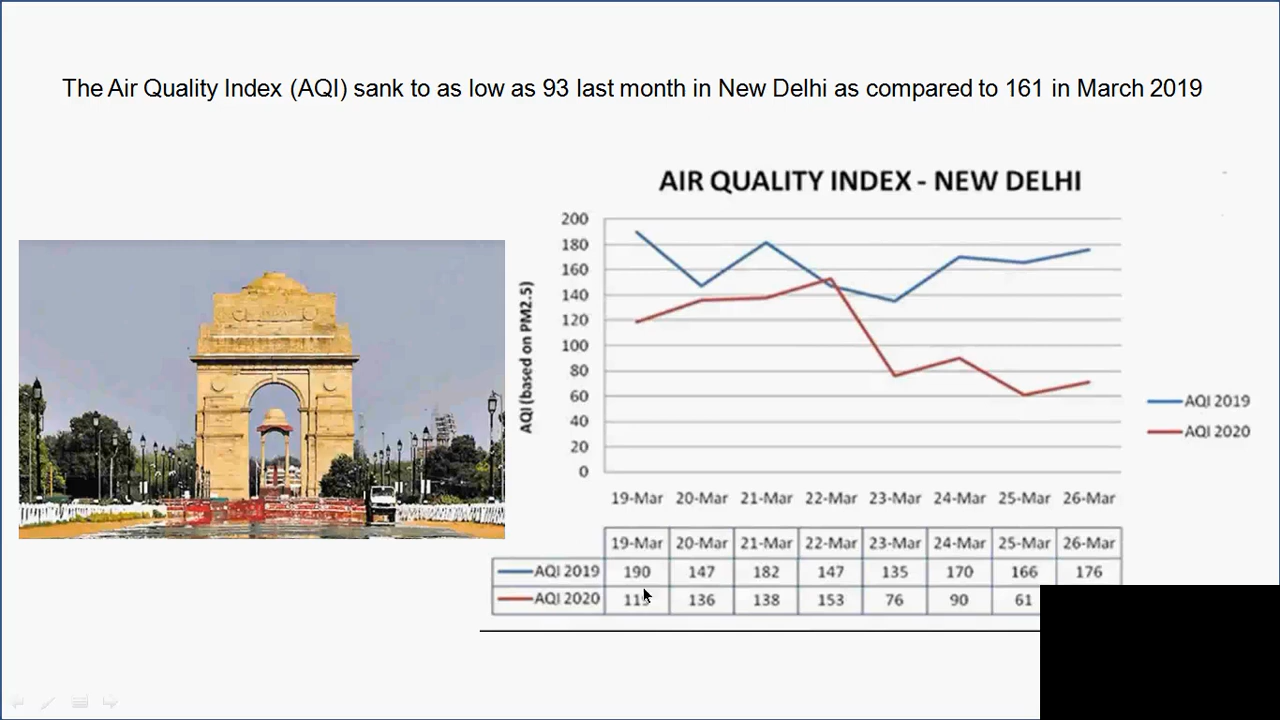 The Air Quality Index (AQI) sank to as low as 93 last month in New Delhi as compared to 161 in March 2019
AIR QUALITY INDEX - NEW DELHI
AQI (based on PM2.5)
200
180
160
140
120
100
80
60
40
20
0
19-Mar 20-Mar 21-Mar 22-Mar 23-Mar 24-Mar 25-Mar 26-Mar
AQI 2019
AQI 2020
19-Mar 20-Mar 21-Mar 22-Mar 23-Mar 24-Mar 25-Mar 26-Mar
AQI 2019 190 147 182 147 135 170 166 176
AQI 2020 136 138 153 76 90 61